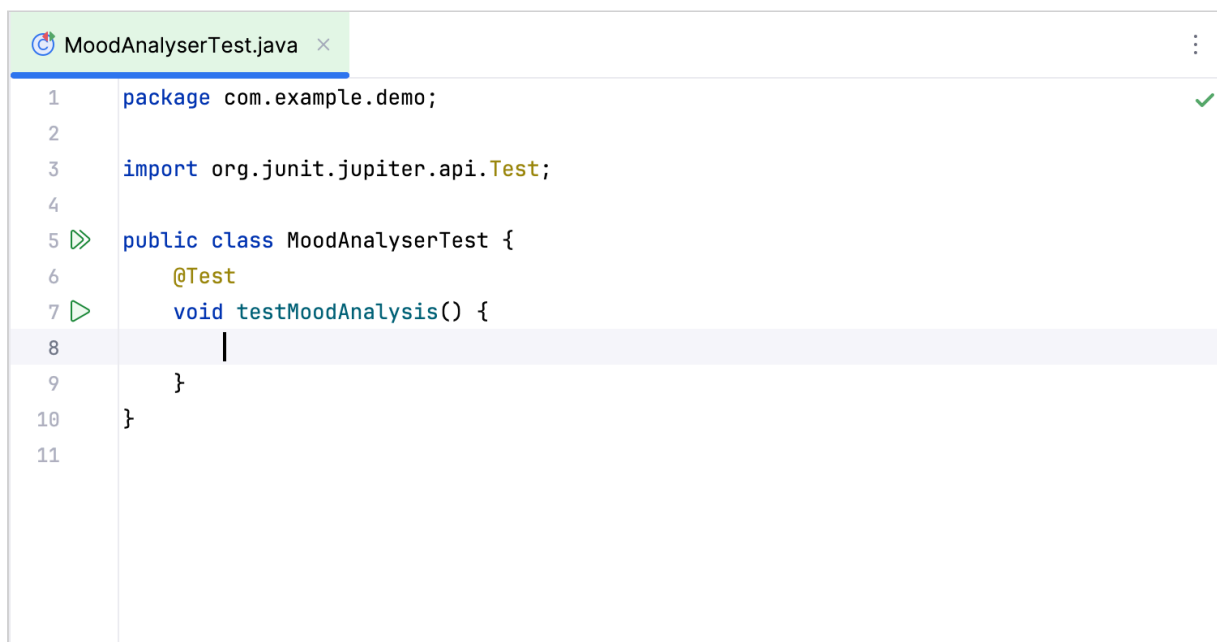 MoodAnalyserTest.java
1 package com.example.demo;
2
3 import org.junit.jupiter.api.Test;
4
5 public class MoodAnalyserTest {
6     @Test
7     void testMoodAnalysis() {
8
9     }
10 }
11